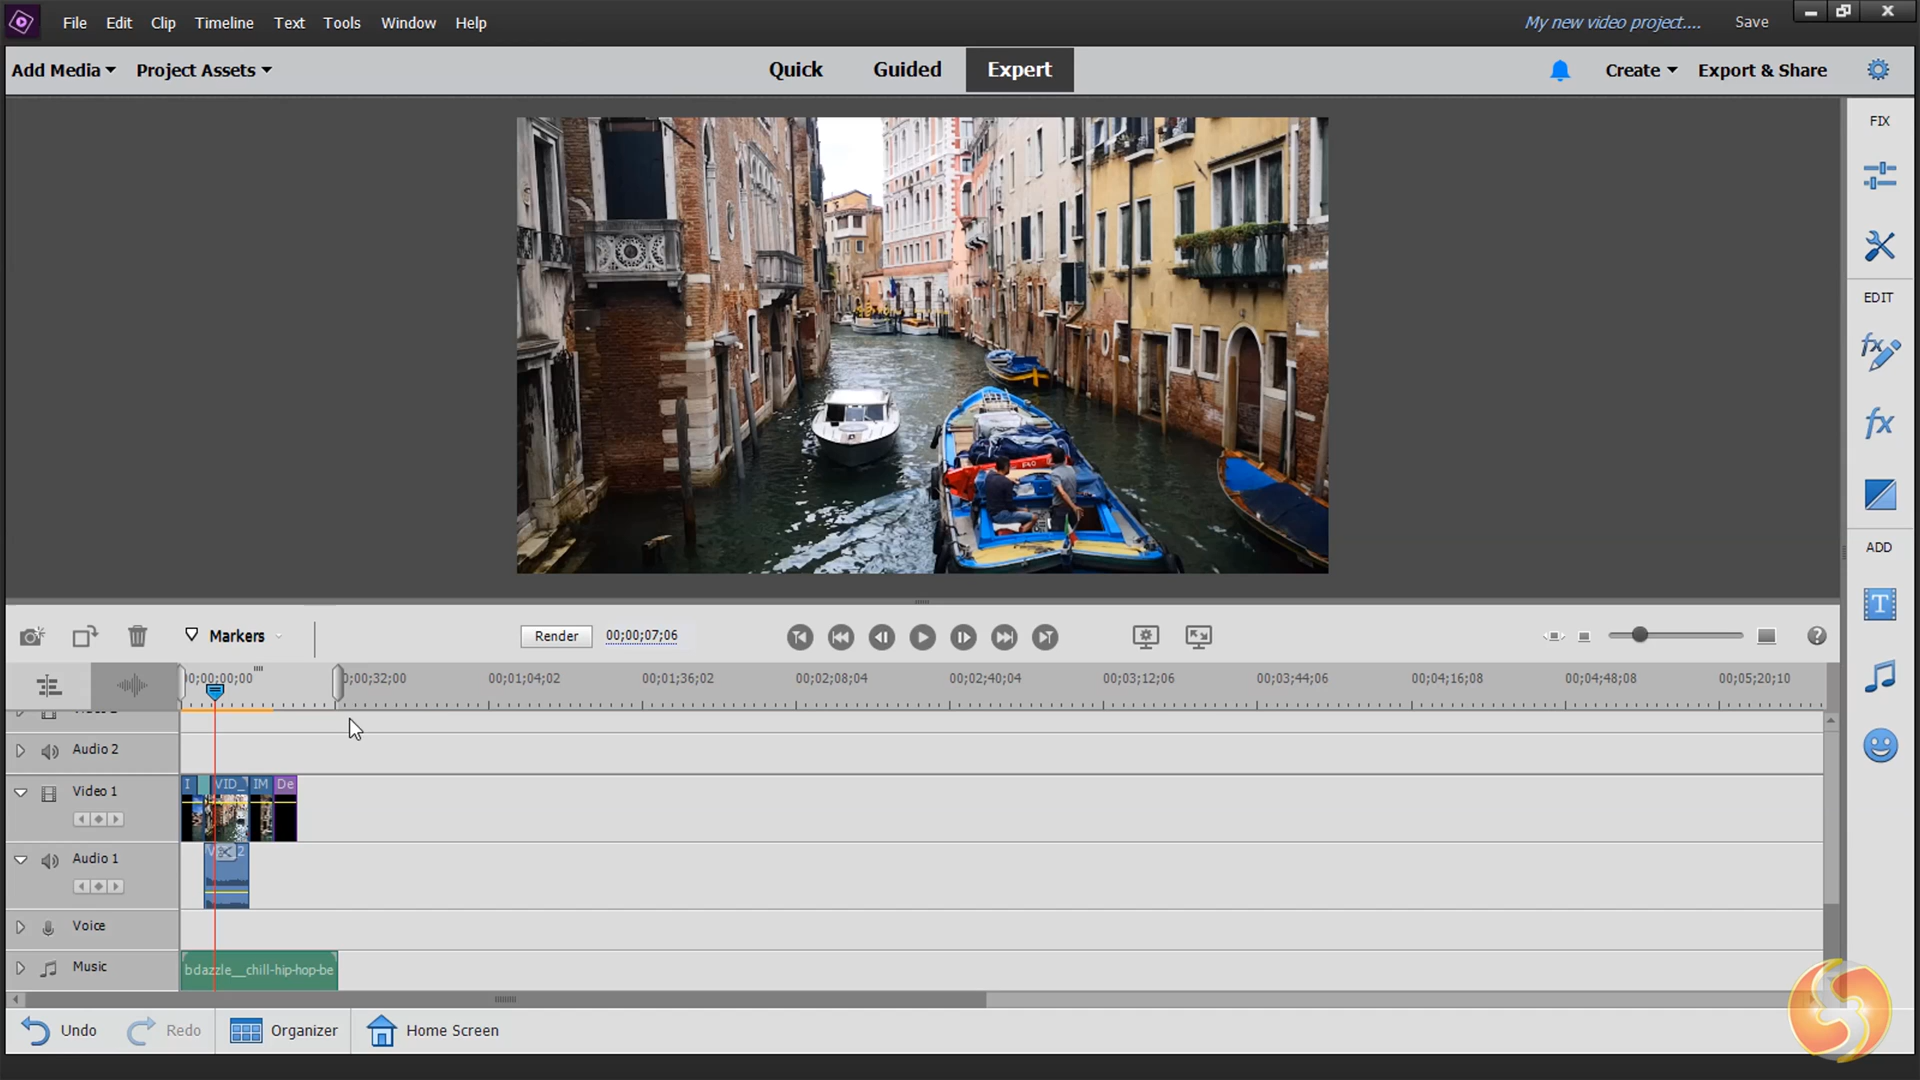 File Edit Clip Timeline Text Tools Window Help
My new video project.... Save
Add Media Project Assets
Quick Guided Expert
Create Export & Share
FIX
EDIT
fx
fx
ADD
T
Markers
Render 00;00;07;06
00;00;00;00 00;00;32;00 00;01;04;02 00;01;36;02 00;02;08;04 00;02;40;04 00;03;12;06 00;03;44;06 00;04;16;08 00;04;48;08 00;05;20;10
Audio 2
Video 1
I VID_ IM De
Audio 1
V 2
Voice
Music
bdazzle__chill-hip-hop-be
Undo Redo Organizer Home Screen